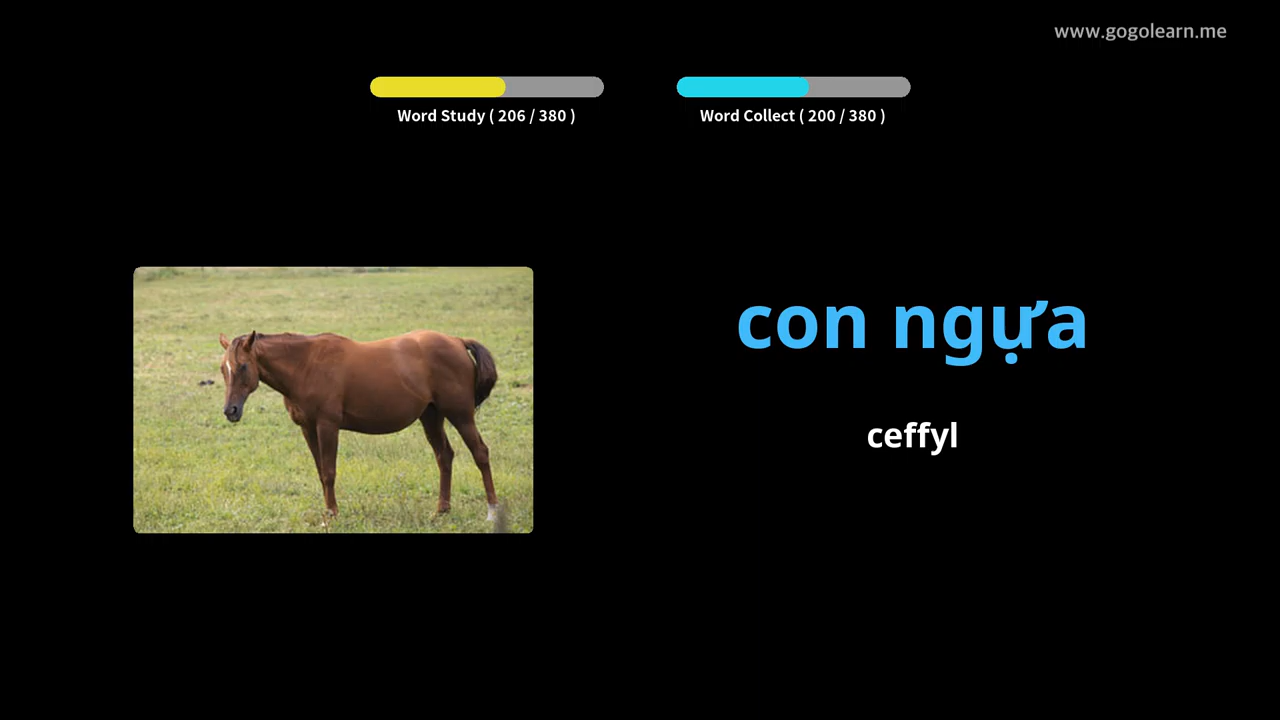 www.gogolearn.me
Word Study ( 206 / 380 )
Word Collect ( 200 / 380 )
con ngựa
ceffyl